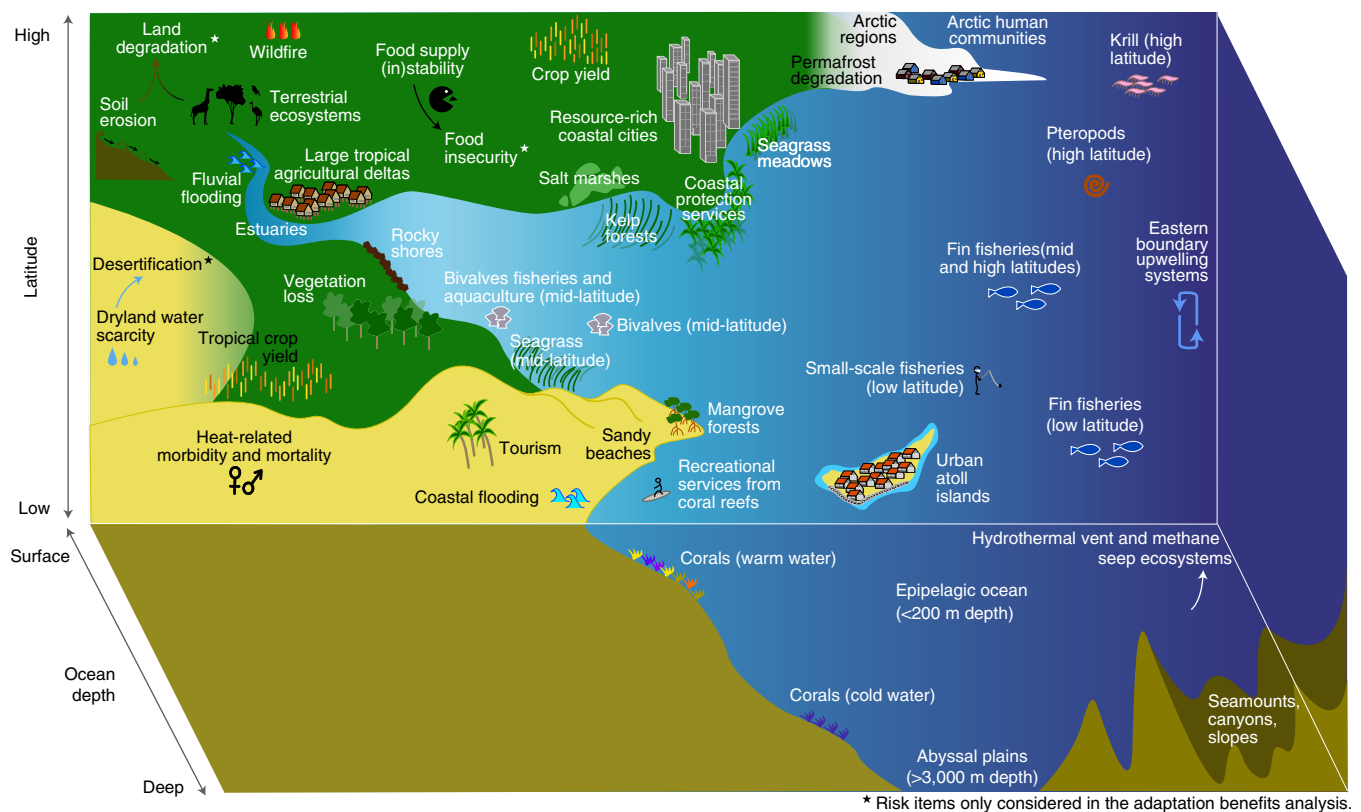 High
Latitude
Low
Surface
Ocean
depth
Deep
Land
degradation ★
Wildfire
Food supply
(in)stability
Crop yield
Arctic
regions
Arctic human
communities
Krill (high
latitude)
Permafrost
degradation
Soil
erosion
Terrestrial
ecosystems
Food
insecurity ★
Resource-rich
coastal cities
Seagrass
meadows
Pteropods
(high latitude)
Fluvial
flooding
Large tropical
agricultural deltas
Salt marshes
Coastal
protection
services
Estuaries
Rocky
shores
Kelp
forests
Eastern
boundary
upwelling
systems
Fin fisheries(mid
and high latitudes)
Desertification ★
Vegetation
loss
Bivalves fisheries and
aquaculture (mid-latitude)
Dryland water
scarcity
Bivalves (mid-latitude)
Tropical crop
yield
Seagrass
(mid-latitude)
Small-scale fisheries
(low latitude)
Fin fisheries
(low latitude)
Mangrove
forests
Heat-related
morbidity and mortality
Tourism
Sandy
beaches
Recreational
services from
coral reefs
Urban
atoll
islands
Coastal flooding
Hydrothermal vent and methane
seep ecosystems
Corals (warm water)
Epipelagic ocean
(<200 m depth)
Corals (cold water)
Seamounts,
canyons,
slopes
Abyssal plains
(>3,000 m depth)
★ Risk items only considered in the adaptation benefits analysis.